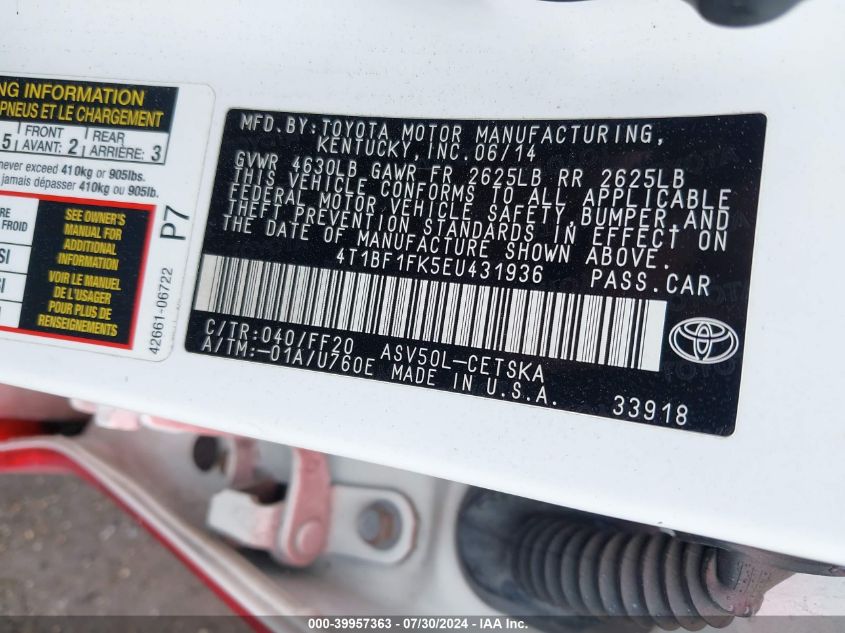 NG INFORMATION
PNEUS ET LE CHARGEMENT
5 FRONT AVANT: 2 REAR ARRIÈRE: 3
never exceed 410kg or 905lbs.
jamais dépasser 410kg ou 905lb.
RE
FROID
SI
SI
SEE OWNER'S
MANUAL FOR
ADDITIONAL
INFORMATION
VOIR LE MANUEL
DE L'USAGER
POUR PLUS DE
RENSEIGNEMENTS
P7
42661-06722
MFD.BY:TOYOTA MOTOR MANUFACTURING,
KENTUCKY,INC.06/14
GVWR 4630LB GAWR FR 2625LB RR 2625LB
THIS VEHICLE CONFORMS TO ALL APPLICABLE
FEDERAL MOTOR VEHICLE SAFETY,BUMPER,AND
THEFT PREVENTION STANDARDS IN EFFECT ON
THE DATE OF MANUFACTURE SHOWN ABOVE.
4T1BF1FK5EU431936 PASS.CAR
C/TR:040/FF20 ASV50L-CETSKA
A/TM:-01A/U760E MADE IN U.S.A.
33918
000-39957363 - 07/30/2024 - IAA Inc.